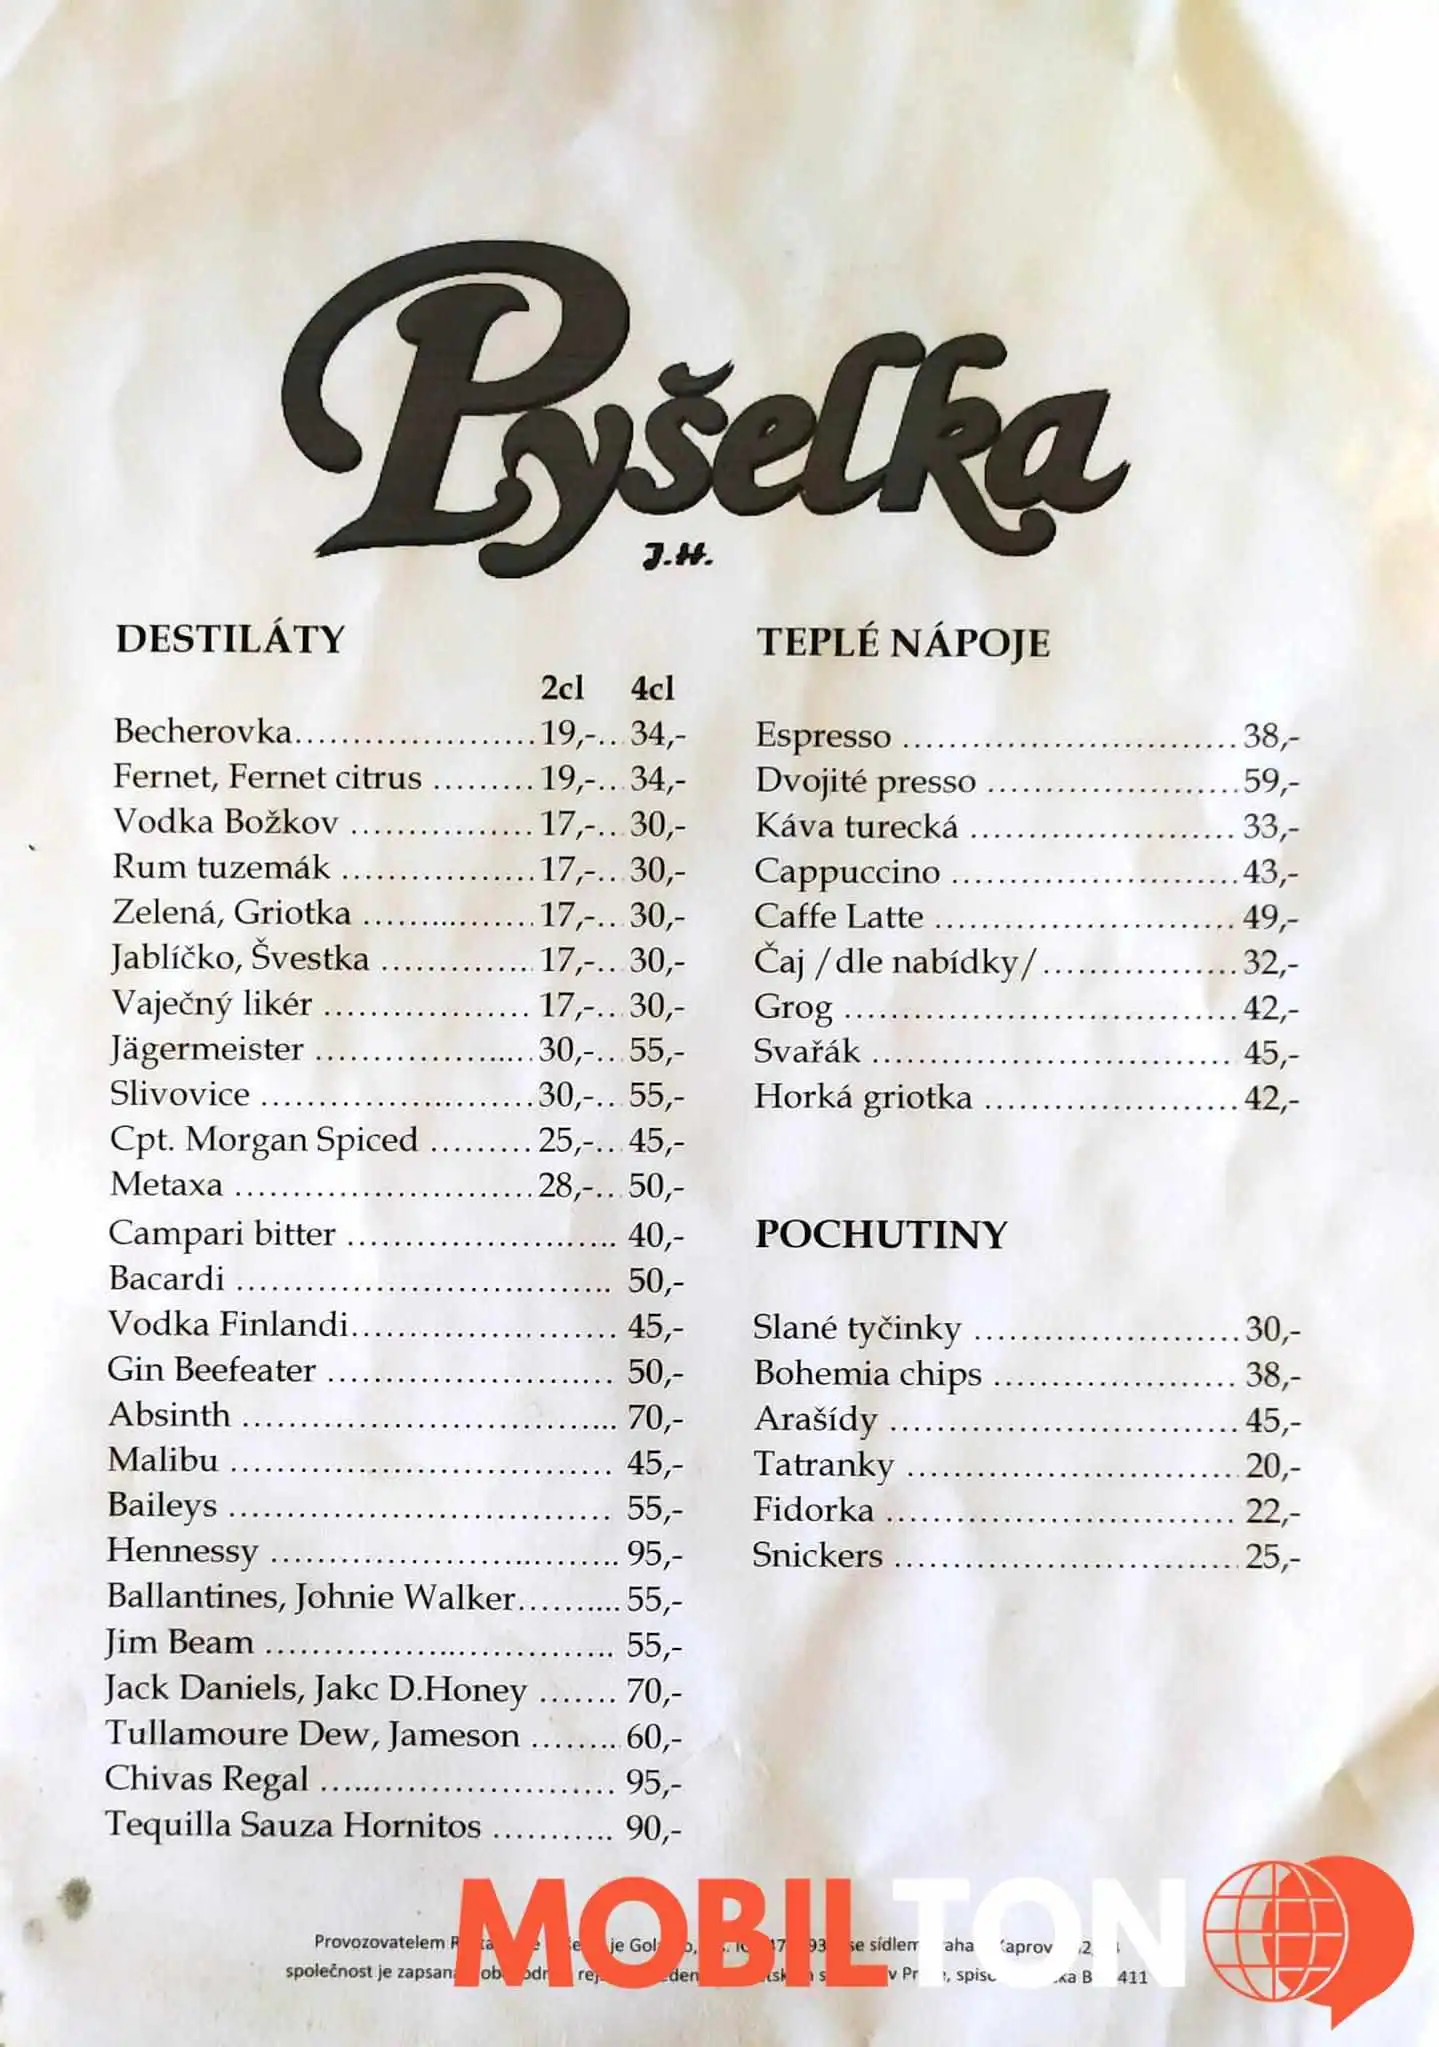 Pyšelka
J.H.
DESTILÁTY
2cl 4cl
Becherovka.....................19,-...34,-
Fernet, Fernet citrus .........19,-...34,-
Vodka Božkov ................17,-...30,-
Rum tuzemák .................17,-...30,-
Zelená, Griotka ...............17,-...30,-
Jablíčko, Švestka .............17,-...30,-
Vaječný likér .................. 17,-...30,-
Jägermeister ...................30,-...55,-
Slivovice ........................30,-...55,-
Cpt. Morgan Spiced .........25,-...45,-
Metaxa ..........................28,-...50,-
Campari bitter ........................ 40,-
Bacardi ................................. 50,-
Vodka Finlandi........................ 45,-
Gin Beefeater ......................... 50,-
Absinth ................................. 70,-
Malibu .................................. 45,-
Baileys .................................. 55,-
Hennessy ............................... 95,-
Ballantines, Johnie Walker.......... 55,-
Jim Beam ............................... 55,-
Jack Daniels, Jakc D.Honey ....... 70,-
Tullamoure Dew, Jameson ........ 60,-
Chivas Regal .......................... 95,-
Tequilla Sauza Hornitos ........... 90,-
TEPLÉ NÁPOJE
Espresso ..............................38,-
Dvojité presso ......................59,-
Káva turecká ....................... 33,-
Cappuccino .........................43,-
Caffe Latte .......................... 49,-
Čaj /dle nabídky/.................32,-
Grog ...................................42,-
Svařák ................................ 45,-
Horká griotka ......................42,-
POCHUTINY
Slané tyčinky .......................30,-
Bohemia chips ..................... 38,-
Arašídy ............................... 45,-
Tatranky ............................. 20,-
Fidorka ............................... 22,-
Snickers .............................. 25,-
MOBILTON
Provozovatelem je se
společnost je v